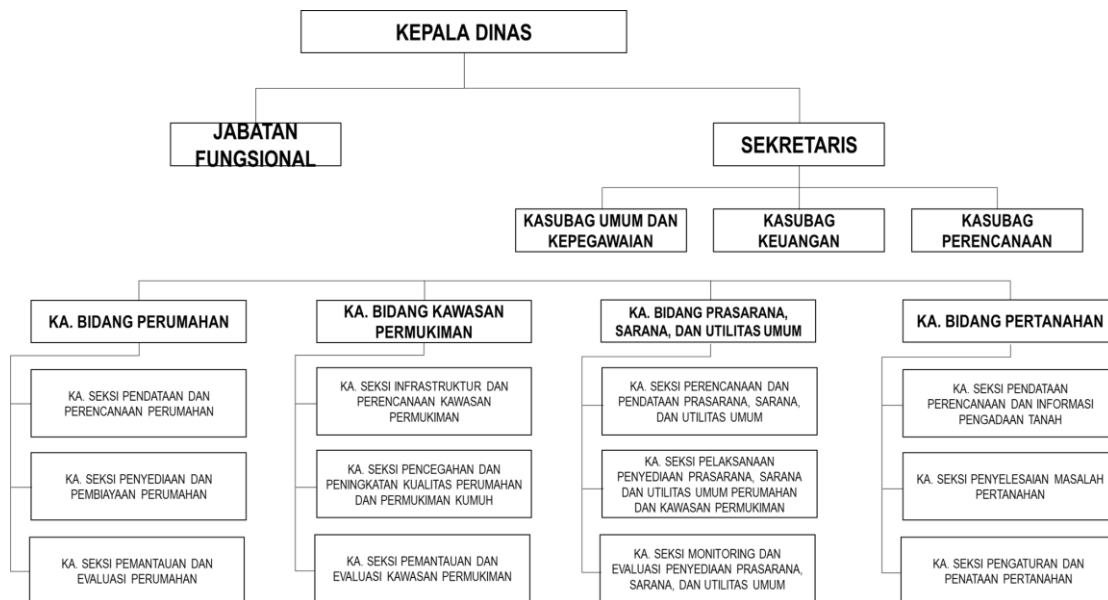 KEPALA DINAS
JABATAN
FUNGSIONAL
SEKRETARIS
KASUBAG UMUM DAN
KEPEGAWAIAN
KASUBAG
KEUANGAN
KASUBAG
PERENCANAAN
KA. BIDANG PERUMAHAN
KA. BIDANG KAWASAN
PERMUKIMAN
KA. BIDANG PRASARANA,
SARANA, DAN UTILITAS UMUM
KA. BIDANG PERTANAHAN
KA. SEKSI PENDATAAN DAN
PERENCANAAN PERUMAHAN
KA. SEKSI INFRASTRUKTUR DAN
PERENCANAAN KAWASAN
PERMUKIMAN
KA. SEKSI PERENCANAAN DAN
PENDATAAN PRASARANA, SARANA,
DAN UTILITAS UMUM
KA. SEKSI PENDATAAN
PERENCANAAN DAN INFORMASI
PENGADAAN TANAH
KA. SEKSI PENYEDIAAN DAN
PEMBIAYAAN PERUMAHAN
KA. SEKSI PENCEGAHAN DAN
PENINGKATAN KUALITAS PERUMAHAN
DAN PERMUKIMAN KUMUH
KA. SEKSI PELAKSANAAN
PENYEDIAAN PRASARANA, SARANA
DAN UTILITAS UMUM PERUMAHAN
DAN KAWASAN PERMUKIMAN
KA. SEKSI PENYELESAIAN MASALAH
PERTANAHAN
KA. SEKSI PEMANTAUAN DAN
EVALUASI PERUMAHAN
KA. SEKSI PEMANTAUAN DAN
EVALUASI KAWASAN PERMUKIMAN
KA. SEKSI MONITORING DAN
EVALUASI PENYEDIAAN PRASARANA,
SARANA, DAN UTILITAS UMUM
KA. SEKSI PENGATURAN DAN
PENATAAN PERTANAHAN